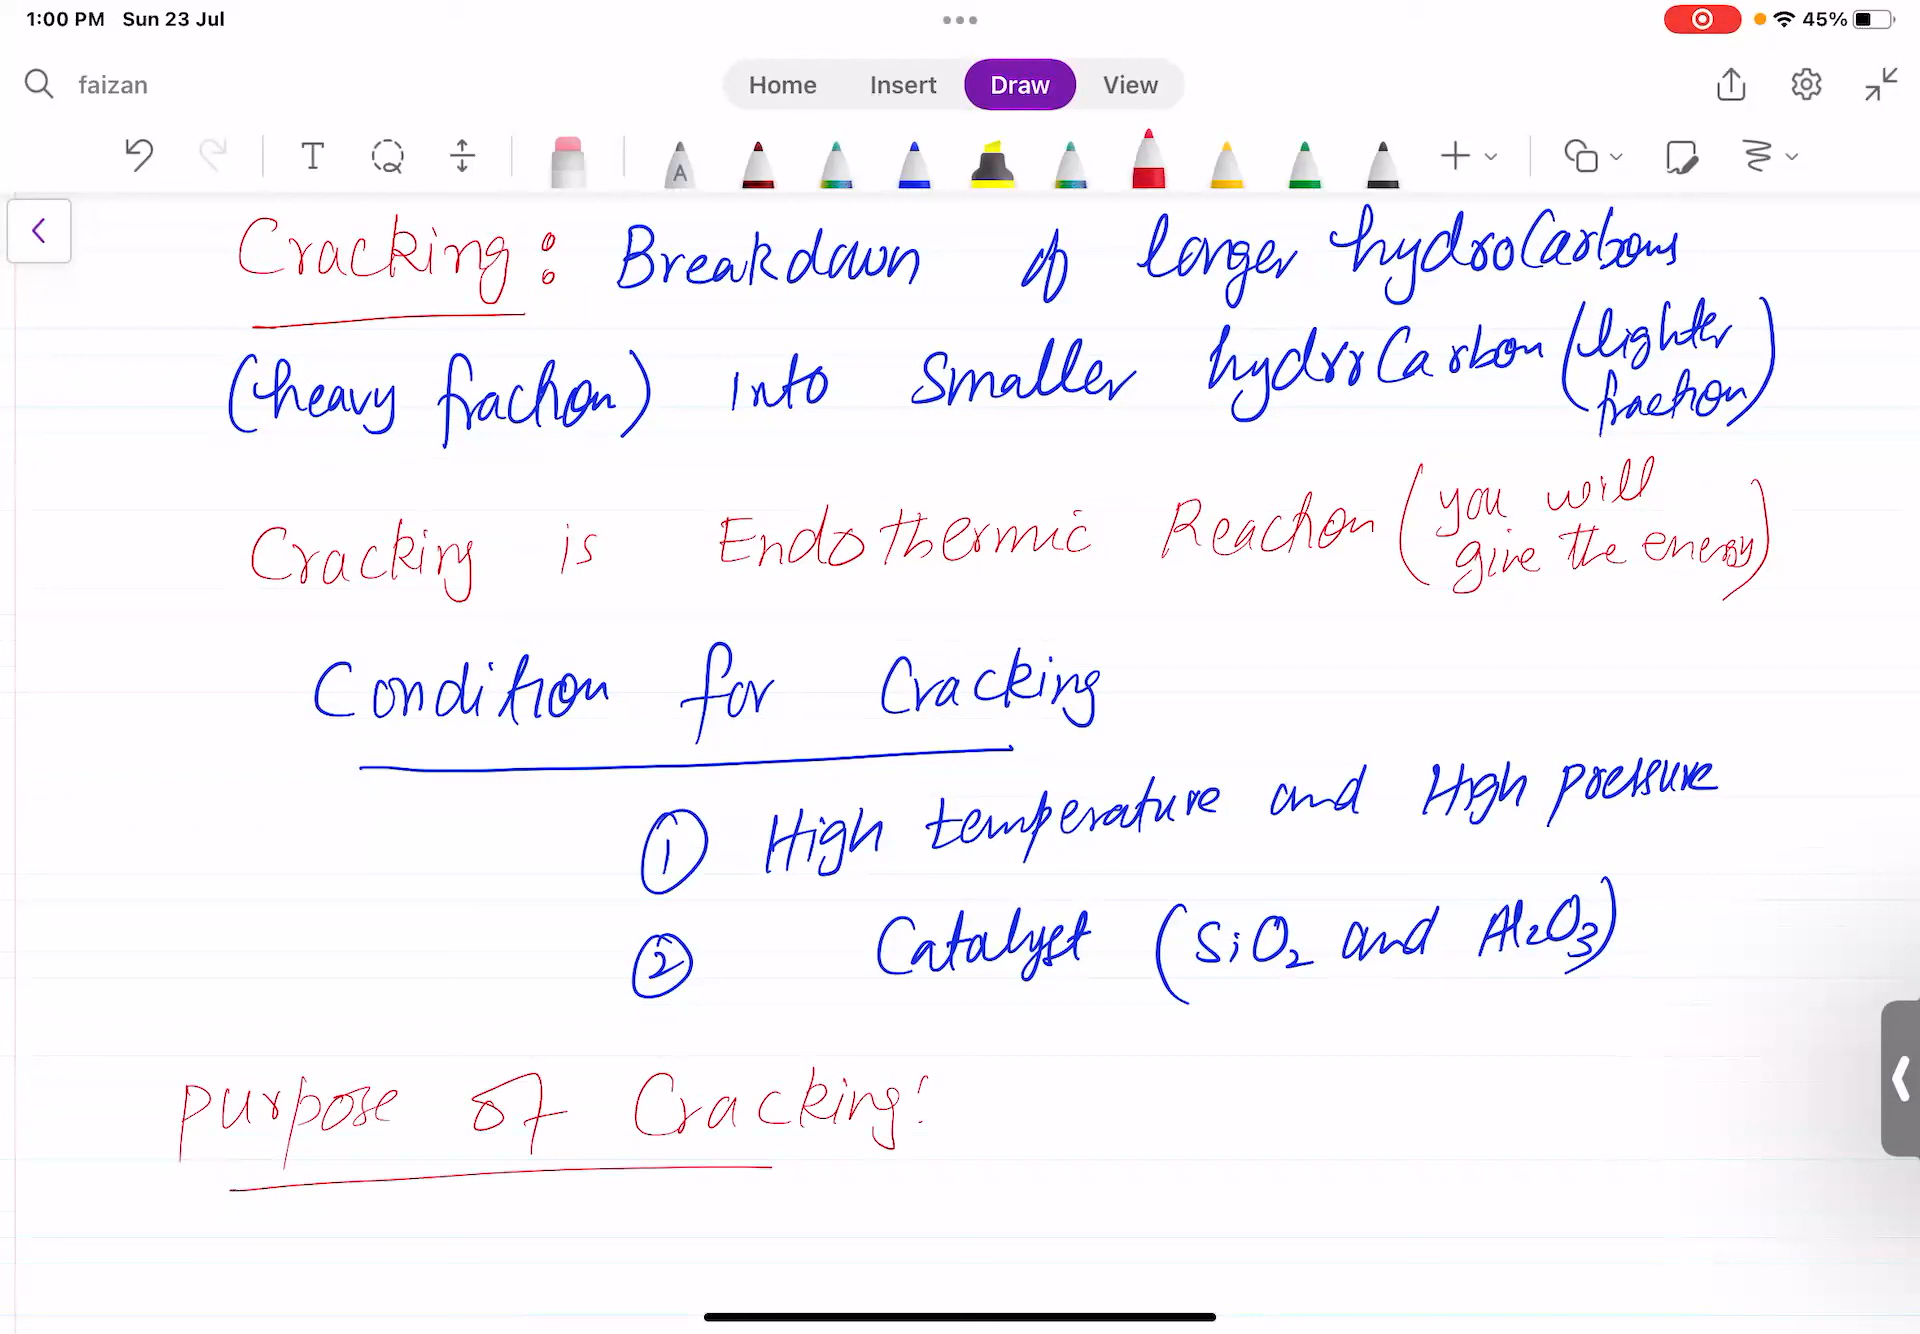 1:00 PM Sun 23 Jul
45%
faizan
Home Insert Draw View
T
A
Cracking: Breakdown of larger hydroCarbons
(heavy fraction) into Smaller hydroCarbon (lighter fraction)
Cracking is Endothermic Reaction (you will give the energy)
Condition for Cracking
① High temperature and High pressure
② Catalyst (SiO₂ and Al₂O₃)
Purpose of Cracking: